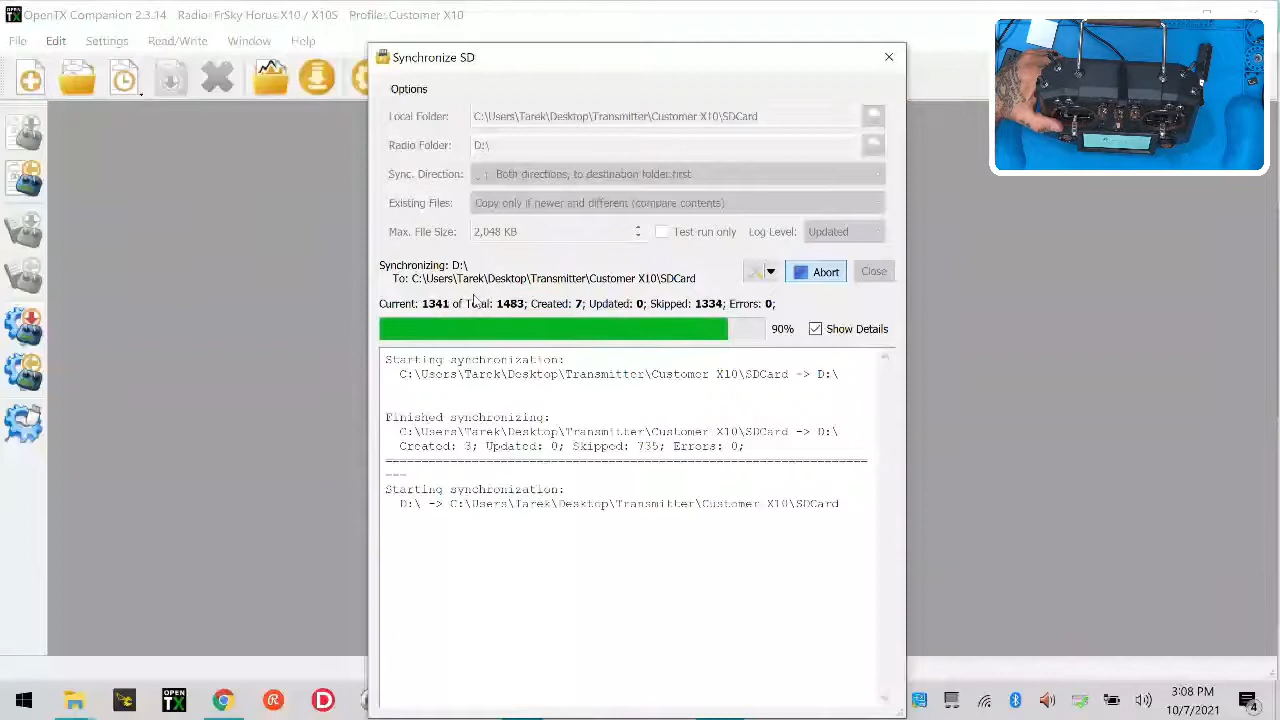 OpenTX Companion 2.3.14 - Radio: FrSky Horus X10 / X10S - Profile: Customer X10
File Edit Settings Read/Write Window Help
Synchronize SD
Options
Local Folder: C:\Users\Tarek\Desktop\Transmitter\Customer X10\SDCard
Radio Folder: D:\
Sync. Direction: Both directions, to destination folder first
Existing Files: Copy only if newer and different (compare contents)
Max. File Size: 2,048 KB Test-run only Log Level: Updated
Synchronizing: D:\
To: C:\Users\Tarek\Desktop\Transmitter\Customer X10\SDCard
Abort Close
Current: 1341 of Total: 1483; Created: 7; Updated: 0; Skipped: 1334; Errors: 0;
90% Show Details
Starting synchronization:
C:\Users\Tarek\Desktop\Transmitter\Customer X10\SDCard -> D:\
Finished synchronizing:
C:\Users\Tarek\Desktop\Transmitter\Customer X10\SDCard -> D:\
Created: 3; Updated: 0; Skipped: 735; Errors: 0;
Starting synchronization:
D:\ -> C:\Users\Tarek\Desktop\Transmitter\Customer X10\SDCard
OPEN TX
R
D
3:08 PM
10/7/2021
4